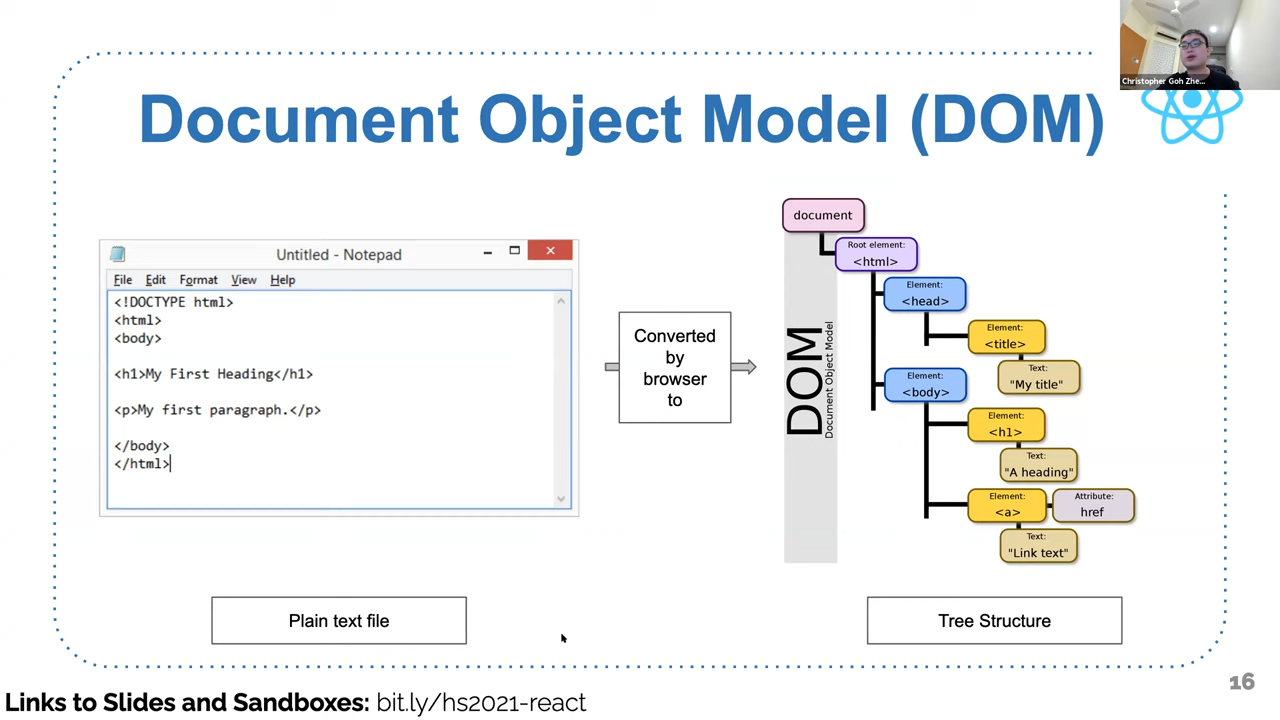 Christopher Goh Zhe...
Document Object Model (DOM)
Untitled - Notepad
File Edit Format View Help
<!DOCTYPE html>
<html>
<body>
<h1>My First Heading</h1>
<p>My first paragraph.</p>
</body>
</html>
Converted
by
browser
to
DOM
Document Object Model
document
Root element:
<html>
Element:
<head>
Element:
<title>
Text:
"My title"
Element:
<body>
Element:
<h1>
Text:
"A heading"
Element:
<a>
Attribute:
href
Text:
"Link text"
Plain text file
Tree Structure
16
Links to Slides and Sandboxes: bit.ly/hs2021-react